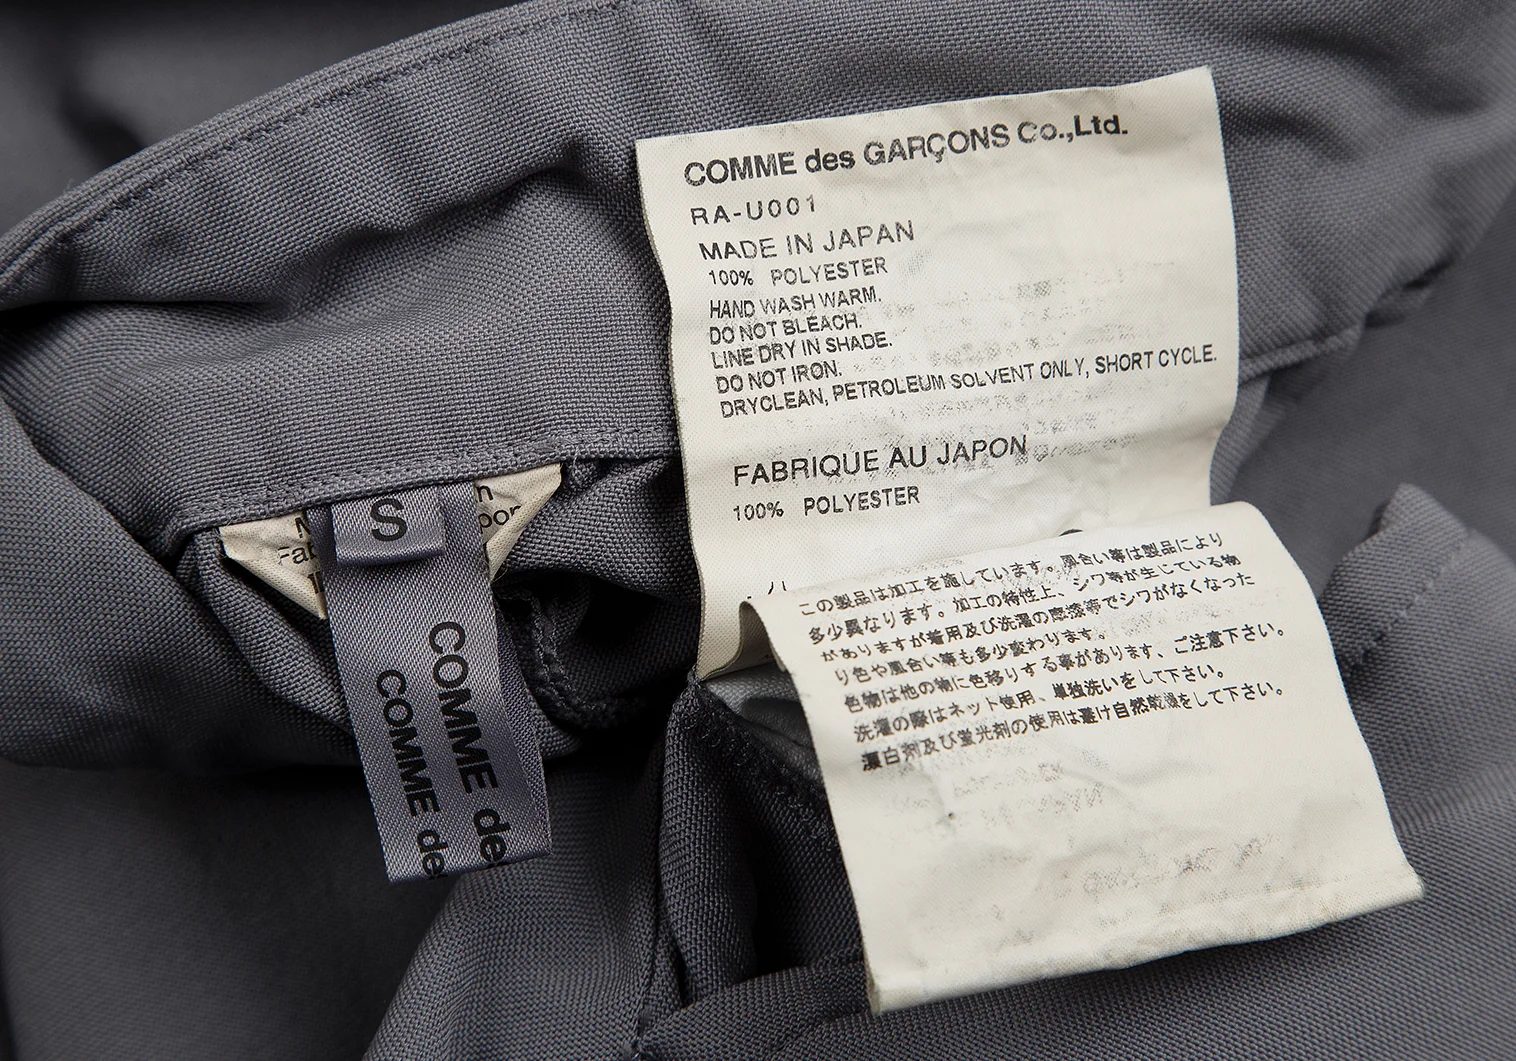 COMME des GARÇONS Co.,Ltd.
RA-U001
MADE IN JAPAN
100% POLYESTER
HAND WASH WARM.
DO NOT BLEACH.
LINE DRY IN SHADE.
DO NOT IRON.
DRYCLEAN, PETROLEUM SOLVENT ONLY, SHORT CYCLE.
FABRIQUE AU JAPON
100% POLYESTER
この製品は加工を施しています。風合い等は製品により
多少異なります。加工の特性上、シワ等が生じている物
がありますが着用及び洗濯の摩擦等でシワがなくなった
り色や風合い等も多少変わります。
色物は他の物に色移りする事があります、ご注意下さい。
洗濯の際はネット使用、単独洗いをして下さい。
漂白剤及び蛍光剤の使用は避け自然乾燥をして下さい。
S
COMME de
COMME de